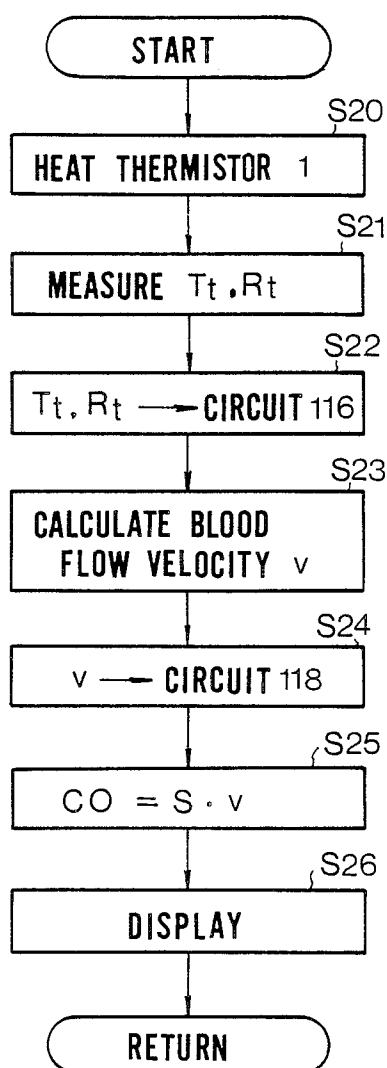 START
S20
HEAT THERMISTOR 1
S21
MEASURE Tt.Rt
S22
Tt. Rt → CIRCUIT 116
S23
CALCULATE BLOOD
FLOW VELOCITY v
S24
v → CIRCUIT 118
S25
CO = S · v
S26
DISPLAY
RETURN